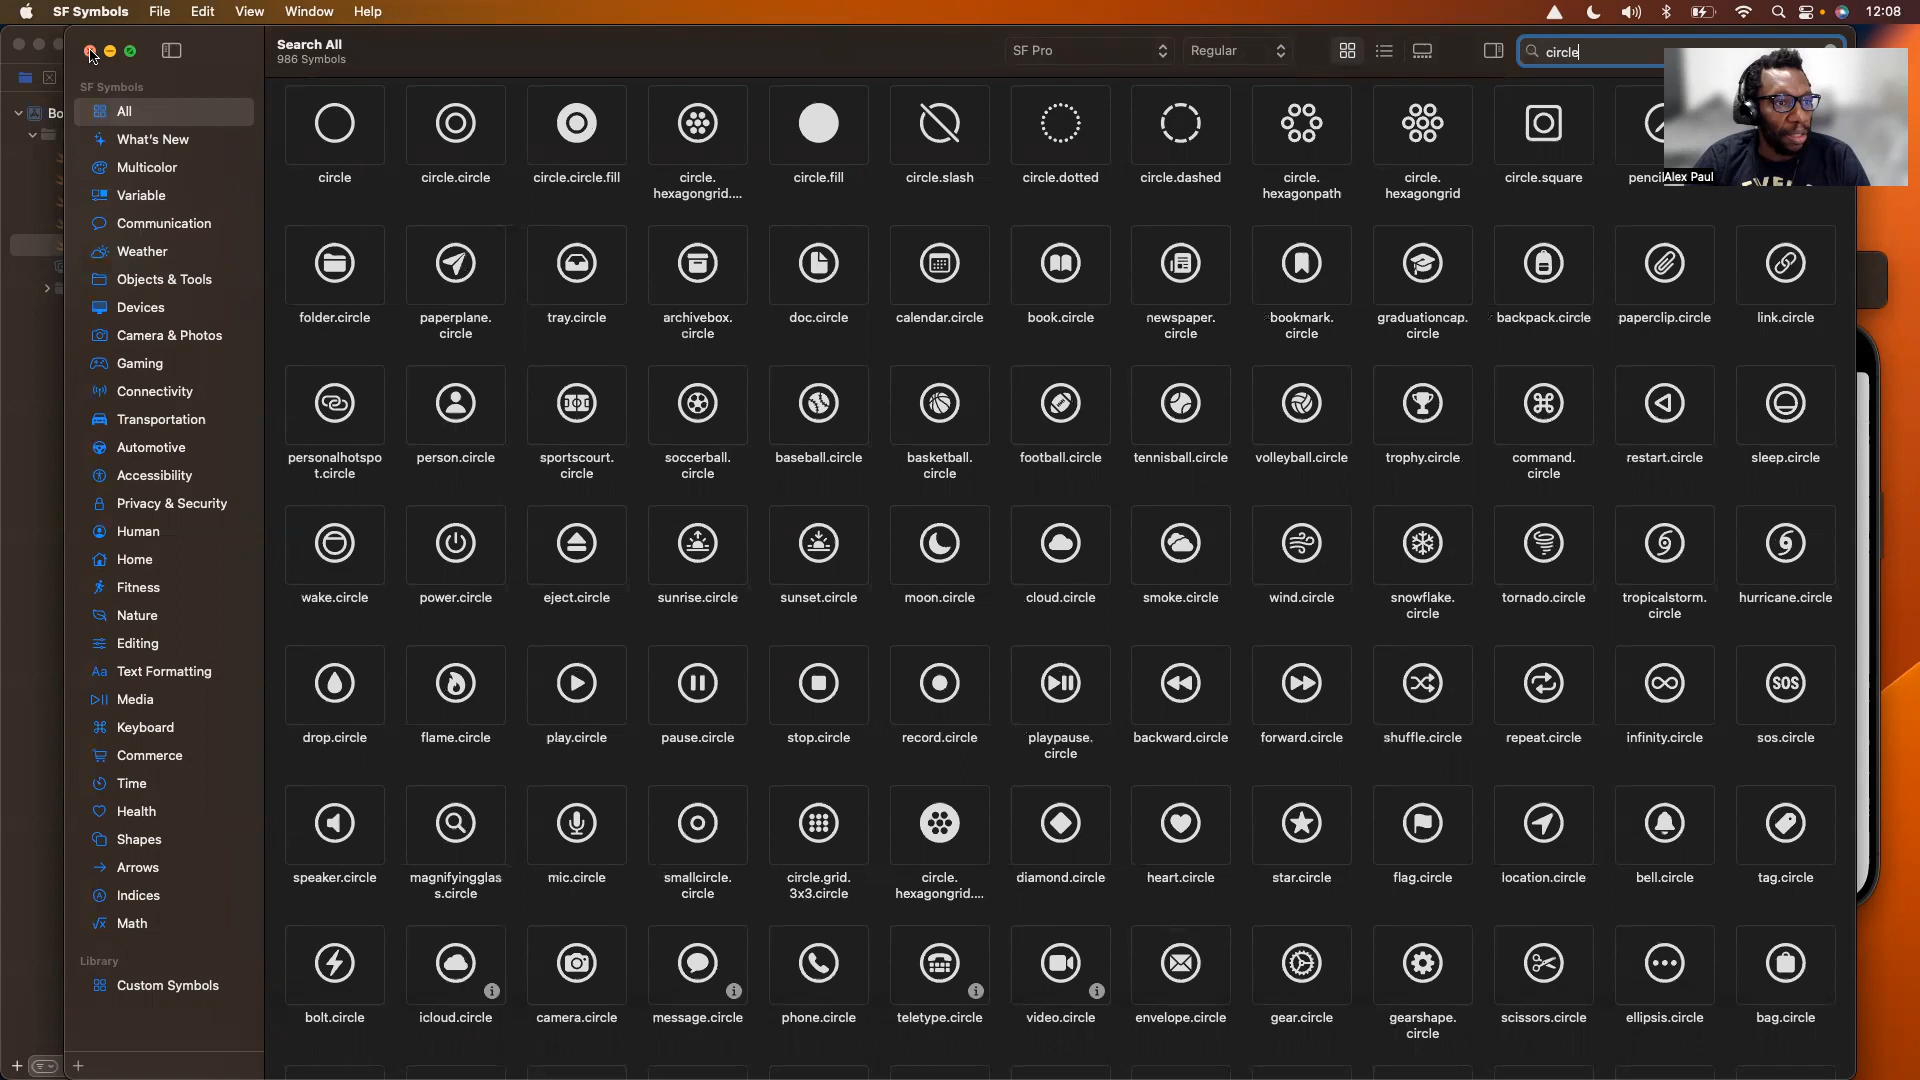 SF Symbols File Edit View Window Help 12:08
Search All
986 Symbols
SF Pro Regular circle
Bo
SF Symbols
All
What's New
Multicolor
Variable
Communication
Weather
Objects & Tools
Devices
Camera & Photos
Gaming
Connectivity
Transportation
Automotive
Accessibility
Privacy & Security
Human
Home
Fitness
Nature
Editing
Aa Text Formatting
Media
Keyboard
Commerce
Time
Health
Shapes
Arrows
Indices
Math
Library
Custom Symbols
circle circle.circle circle.circle.fill circle. circle.fill circle.slash circle.dotted circle.dashed circle. circle. circle.square pencil Alex Paul
hexagongrid.... hexagonpath hexagongrid
folder.circle paperplane. tray.circle archivebox. doc.circle calendar.circle book.circle newspaper. bookmark. graduationcap. backpack.circle paperclip.circle link.circle
circle circle circle circle circle
personalhotspo person.circle sportscourt. soccerball. baseball.circle basketball. football.circle tennisball.circle volleyball.circle trophy.circle command. restart.circle sleep.circle
t.circle circle circle circle circle
wake.circle power.circle eject.circle sunrise.circle sunset.circle moon.circle cloud.circle smoke.circle wind.circle snowflake. tornado.circle tropicalstorm. hurricane.circle
circle circle
SOS
drop.circle flame.circle play.circle pause.circle stop.circle record.circle playpause. backward.circle forward.circle shuffle.circle repeat.circle infinity.circle sos.circle
circle
speaker.circle magnifyingglas mic.circle smallcircle. circle.grid. circle. diamond.circle heart.circle star.circle flag.circle location.circle bell.circle tag.circle
s.circle circle 3x3.circle hexagongrid....
bolt.circle icloud.circle camera.circle message.circle phone.circle teletype.circle video.circle envelope.circle gear.circle gearshape. scissors.circle ellipsis.circle bag.circle
circle